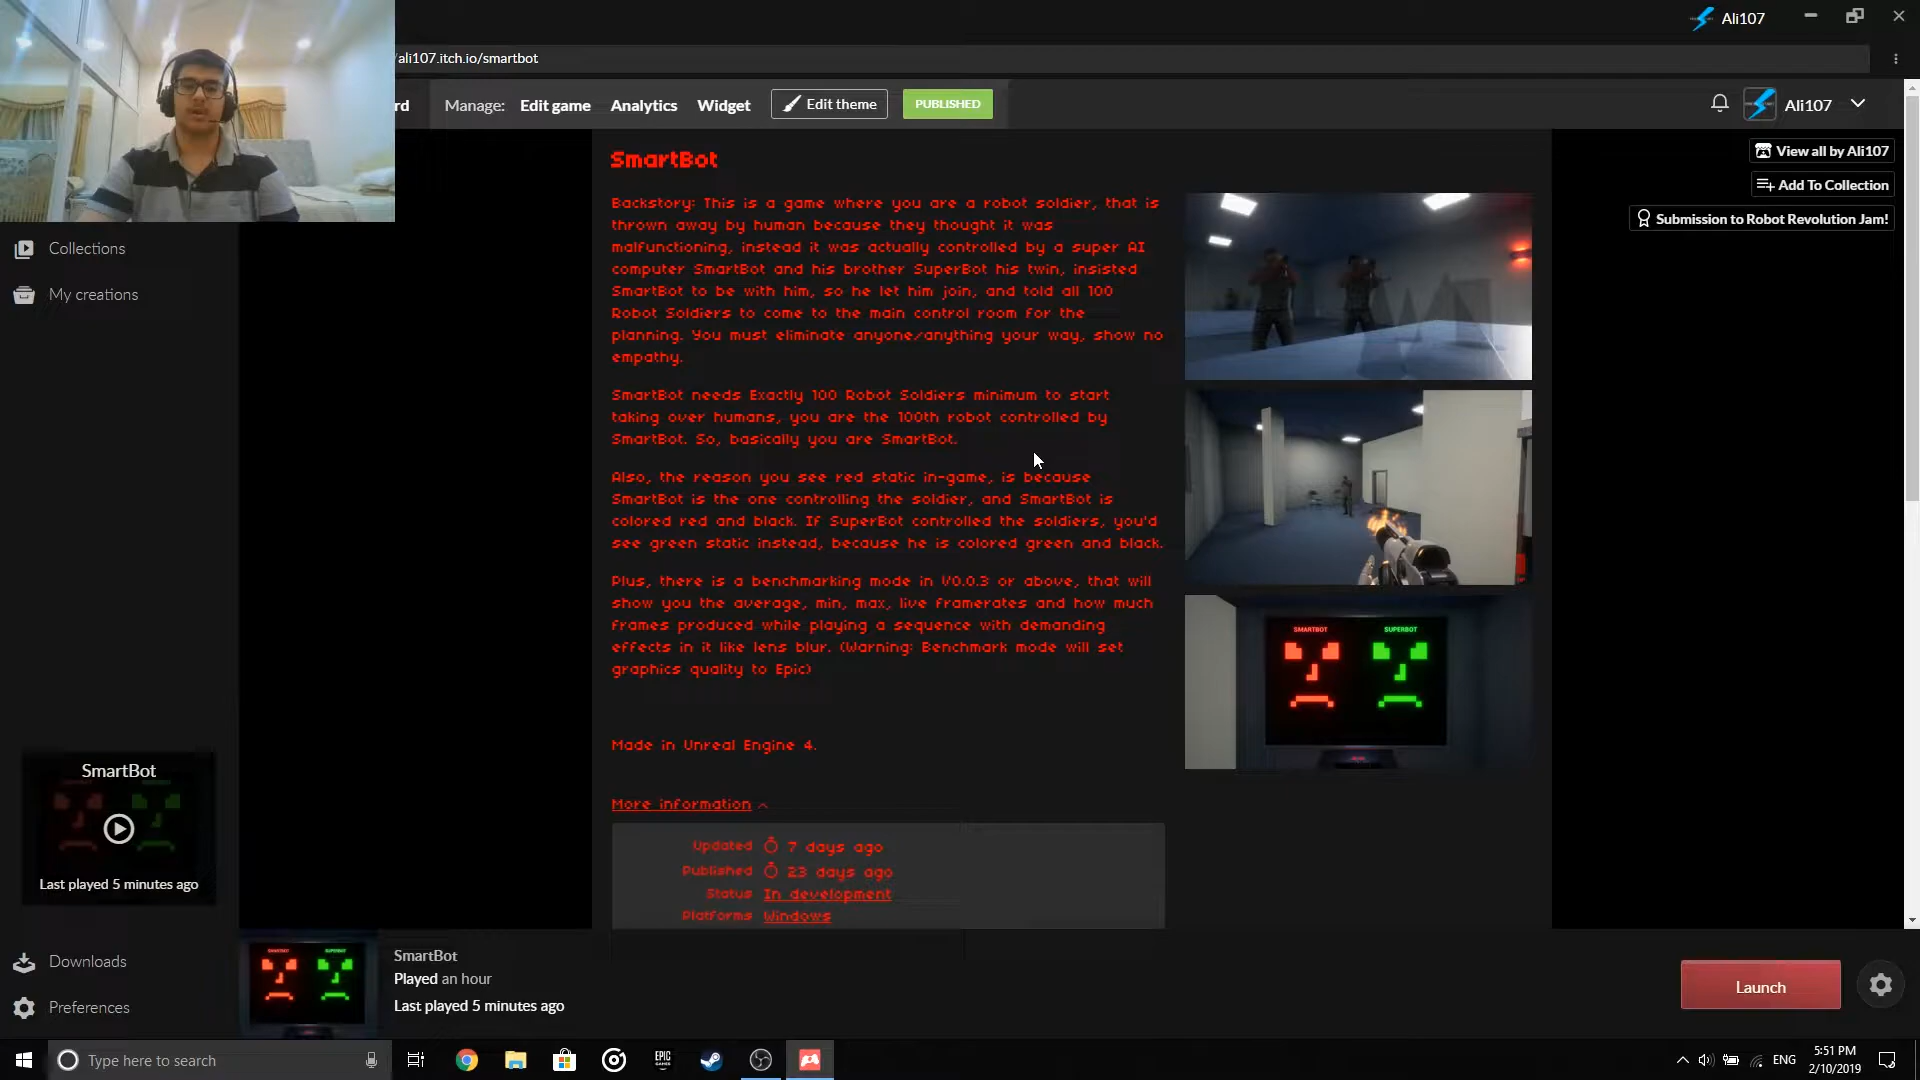 Ali107
/ali107.itch.io/smartbot
rd
Manage: Edit game Analytics Widget Edit theme PUBLISHED
Ali107
View all by Ali107
Add To Collection
Submission to Robot Revolution Jam!
Collections
My creations
SmartBot
Backstory: This is a game where you are a robot soldier, that is
thrown away by human because they thought it was
malfunctioning, instead it was actually controlled by a super AI
computer SmartBot and his brother SuperBot his twin, insisted
SmartBot to be with him, so he let him join, and told all 100
Robot Soldiers to come to the main control room for the
planning. You must eliminate anyone/anything your way, show no
empathy.
SmartBot needs Exactly 100 Robot Soldiers minimum to start
taking over humans, you are the 100th robot controlled by
SmartBot. So, basically you are SmartBot.
Also, the reason you see red static in-game, is because
SmartBot is the one controlling the soldier, and SmartBot is
colored red and black. If SuperBot controlled the soldiers, you'd
see green static instead, because he is colored green and black.
Plus, there is a benchmarking mode in V0.0.3 or above, that will
show you the average, min, max, live framerates and how much
frames produced while playing a sequence with demanding
effects in it like lens blur. (Warning: Benchmark mode will set
graphics quality to Epic)
Made in Unreal Engine 4.
More information
Updated 7 days ago
Published 23 days ago
Status In development
Platforms Windows
SMARTBOT SUPERBOT
SmartBot
Last played 5 minutes ago
Downloads
Preferences
SmartBot
Played an hour
Last played 5 minutes ago
Launch
Type here to search
EPIC GAMES
ENG
5:51 PM
2/10/2019